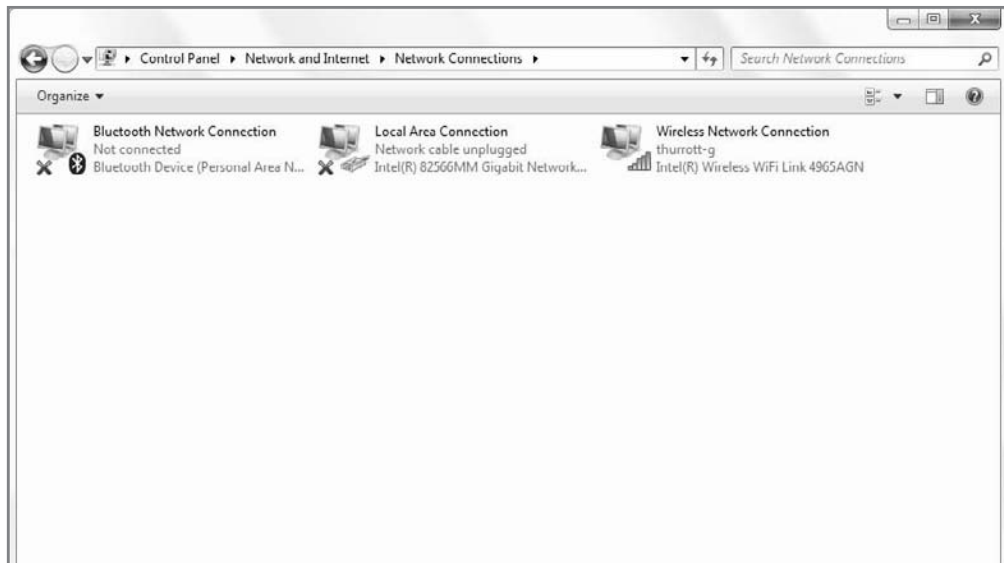 Control Panel ▸ Network and Internet ▸ Network Connections ▸
Search Network Connections
Organize
Bluetooth Network Connection
Not connected
Bluetooth Device (Personal Area N...
Local Area Connection
Network cable unplugged
Intel(R) 82566MM Gigabit Network...
Wireless Network Connection
thurrott-g
Intel(R) Wireless WiFi Link 4965AGN